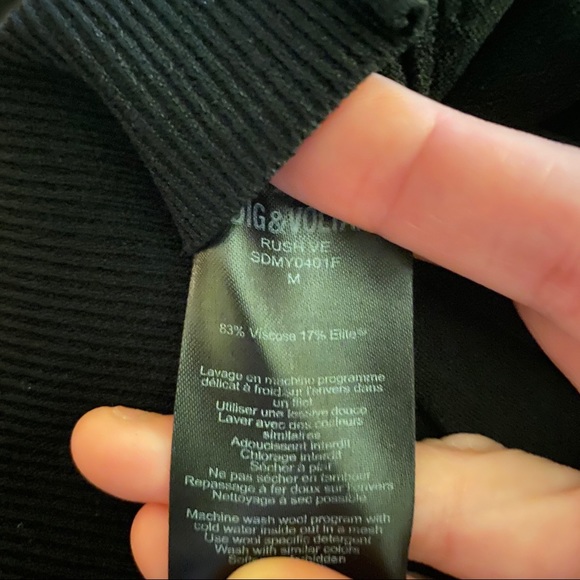 DIG&VOLTA
RUSH VE
SDMY0401F
M
83% Viscose 17% Elite®
Lavage en machine programme
délicat à froid sur l'envers dans
un filet
Utiliser une lessive douce
Laver avec des couleurs
similaires
Adoucissant interdit
Chlorage interdit
Sécher à plat
Ne pas sécher en tambour
Repassage à fer doux sur l'envers
Nettoyage à sec possible
Machine wash wool program with
cold water inside out in a mesh
Use wool specific detergent
Wash with similar colors